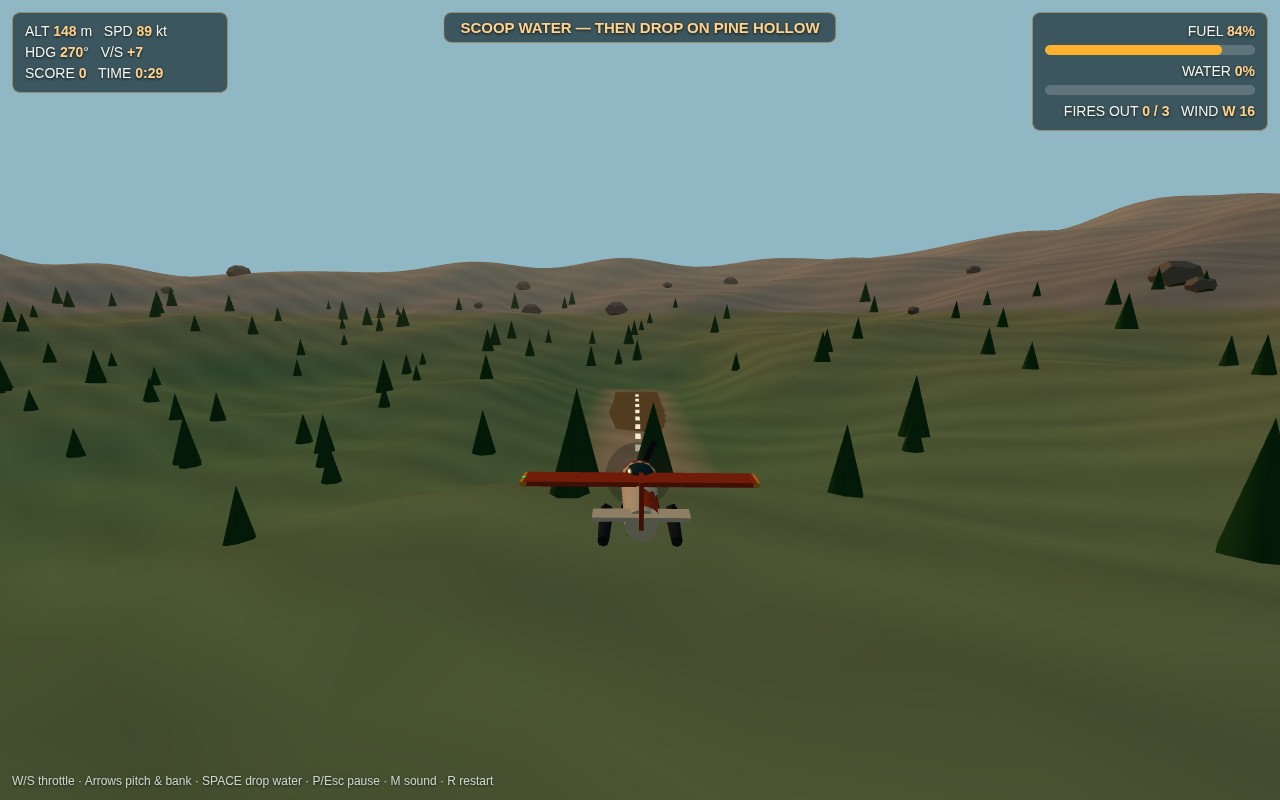 ALT 148 m SPD 89 kt
HDG 270° V/S +7
SCORE 0 TIME 0:29
SCOOP WATER — THEN DROP ON PINE HOLLOW
FUEL 84%
WATER 0%
FIRES OUT 0 / 3 WIND W 16
W/S throttle · Arrows pitch & bank · SPACE drop water · P/Esc pause · M sound · R restart